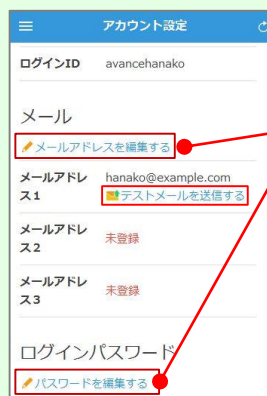 アカウント設定
ログインID avancehanako
メール
メールアドレスを編集する
メールアドレ hanako@example.com
ス1 テストメールを送信する
メールアドレ
ス2 未登録
メールアドレ
ス3 未登録
ログインパスワード
パスワードを編集する